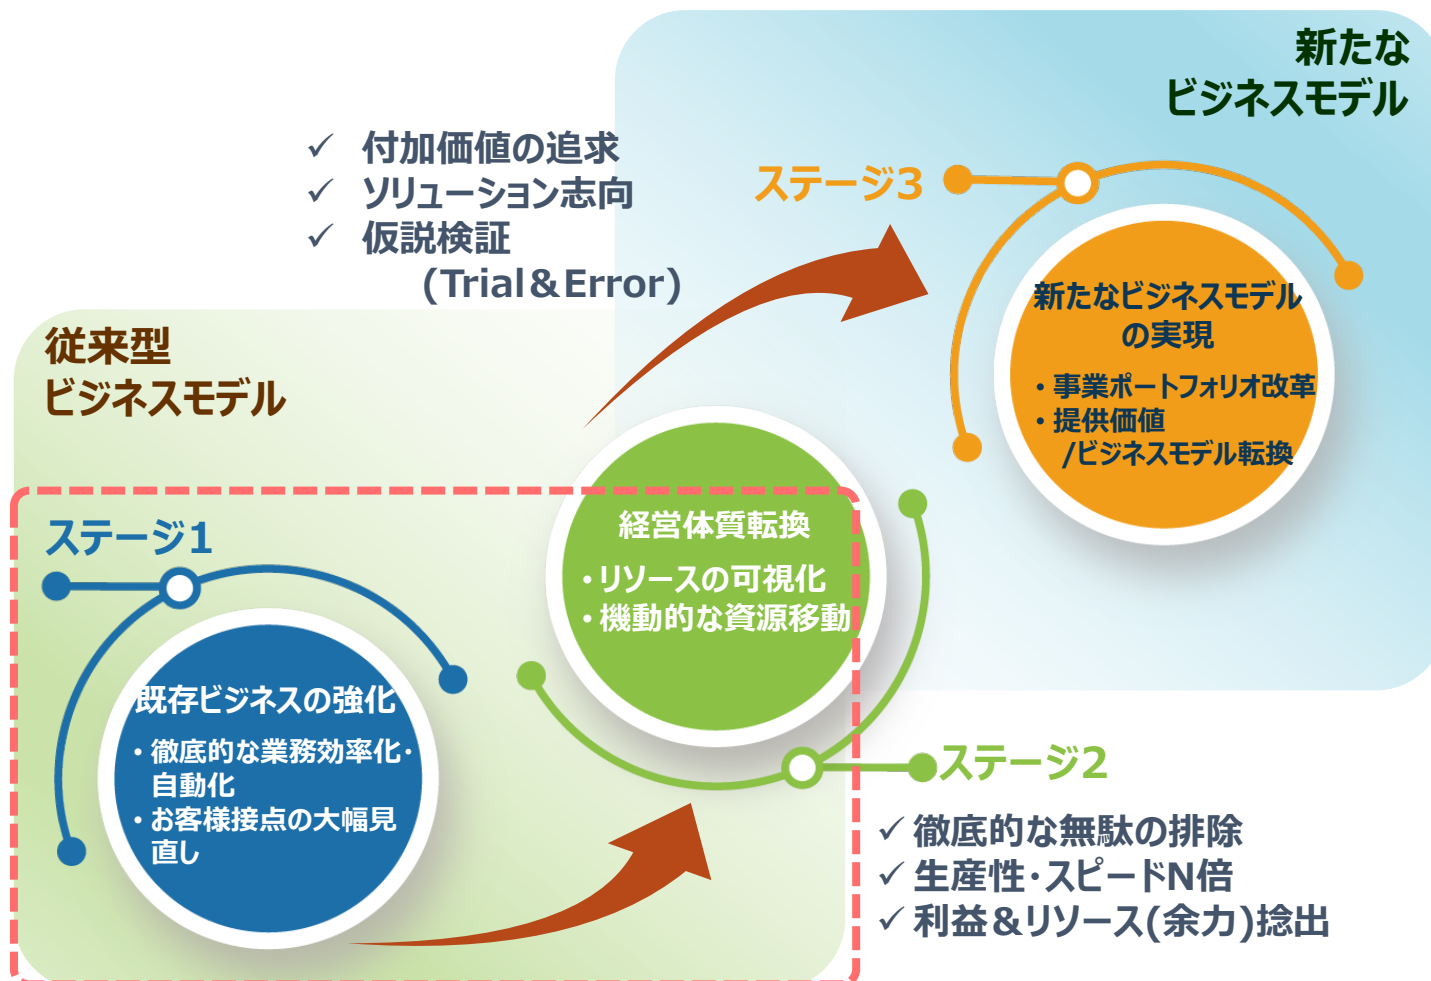 新たな
ビジネスモデル
✓ 付加価値の追求
✓ ソリューション志向
✓ 仮説検証
(Trial＆Error)
ステージ3
新たなビジネスモデル
の実現
・事業ポートフォリオ改革
・提供価値
/ビジネスモデル転換
従来型
ビジネスモデル
ステージ1
経営体質転換
・リソースの可視化
・機動的な資源移動
既存ビジネスの強化
・徹底的な業務効率化・
自動化
・お客様接点の大幅見
直し
ステージ2
✓ 徹底的な無駄の排除
✓ 生産性・スピードN倍
✓ 利益＆リソース(余力)捻出